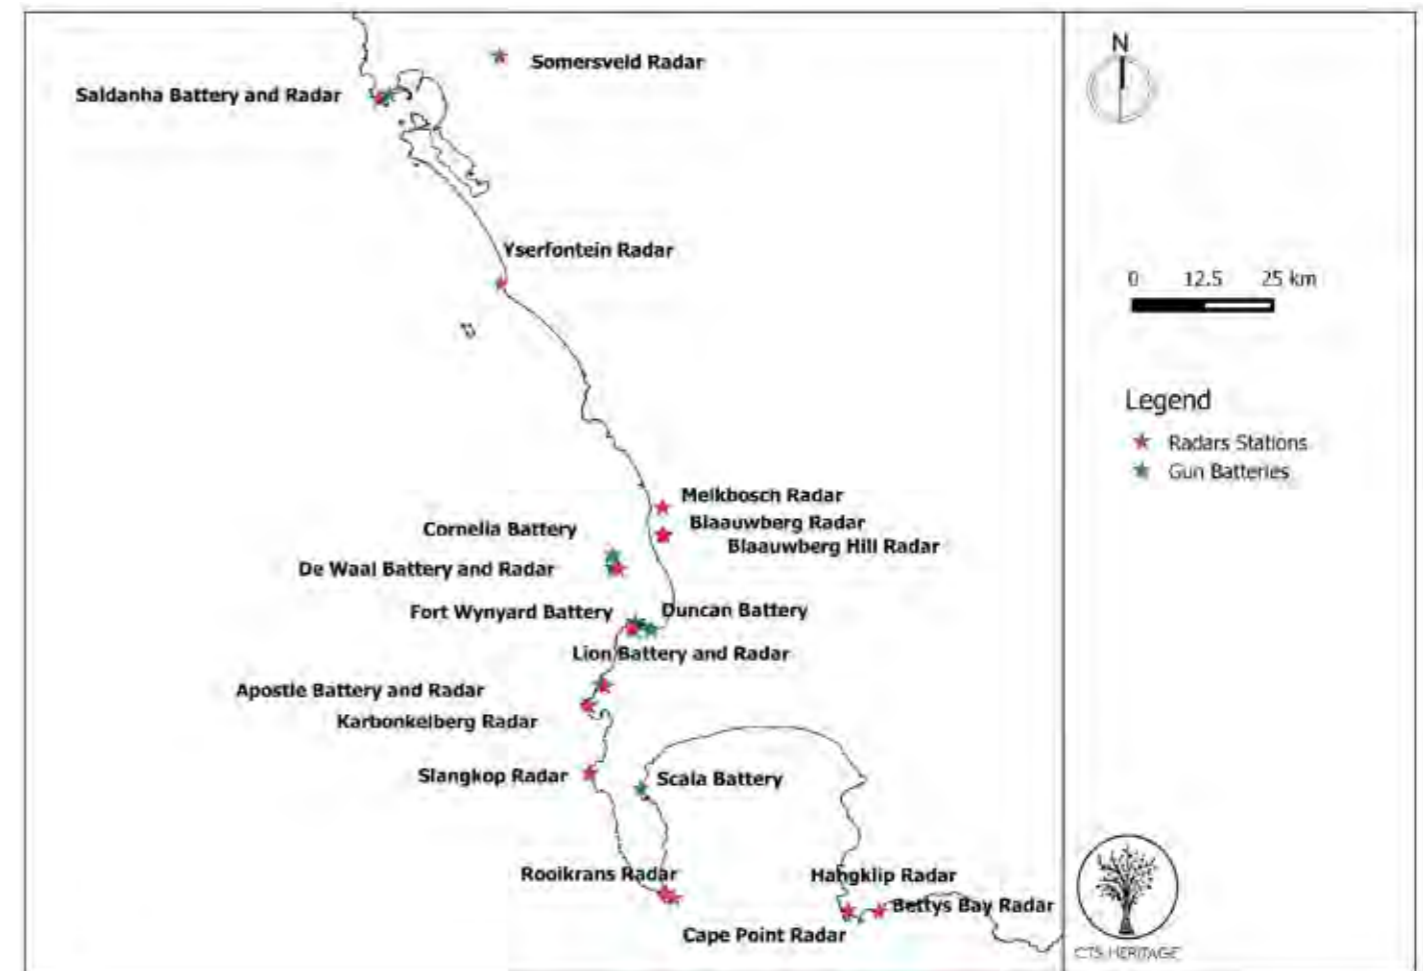 N
Somersveld Radar
Saldanha Battery and Radar
Yserfontein Radar
0 12.5 25 km
Legend
Radars Stations
Gun Batteries
Melkbosch Radar
Blaauwberg Radar
Cornelia Battery
Blaauwberg Hill Radar
De Waal Battery and Radar
Fort Wynyard Battery
Duncan Battery
Lion Battery and Radar
Apostle Battery and Radar
Karbonkelberg Radar
Slangkop Radar
Scala Battery
Rooikrans Radar
Hangklip Radar
Bettys Bay Radar
Cape Point Radar
CTS HERITAGE